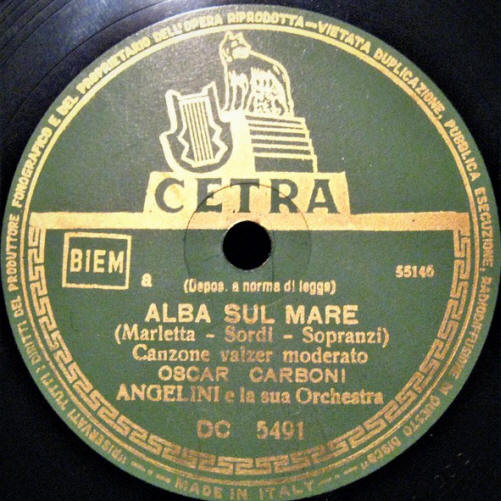 "(RISERVATI TUTTI I DIRITTI DEL PRODUTTORE FONOGRAFICO E DEL PROPRIETARIO DELL'OPERA RIPRODOTTA—VIETATA DUPLICAZIONE, PUBBLICA ESECUZIONE, RADIODIFFUSIONE DI QUESTO DISCO"
CETRA
BIEM
a
55146
(Depos. a norma di legge)
ALBA SUL MARE
(Marletta - Sordi - Sopranzi)
Canzone valzer moderato
OSCAR CARBONI
ANGELINI e la sua Orchestra
DC 5491
MADE IN ITALY